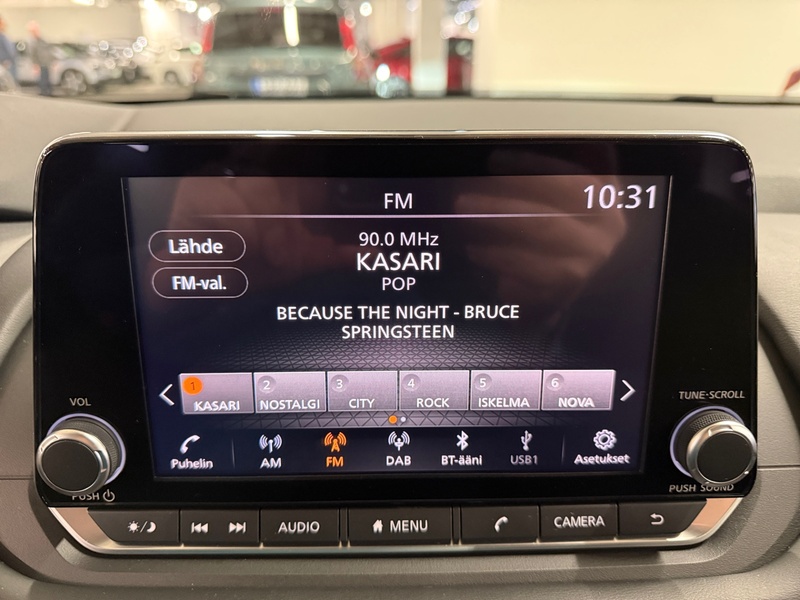 FM
10:31
Lähde
FM-val.
90.0 MHz
KASARI
POP
BECAUSE THE NIGHT - BRUCE
SPRINGSTEEN
1 KASARI
2 NOSTALGI
3 CITY
4 ROCK
5 ISKELMA
6 NOVA
Puhelin
AM
FM
DAB
BT-ääni
USB1
Asetukset
VOL
PUSH
TUNE·SCROLL
PUSH SOUND
AUDIO
MENU
CAMERA